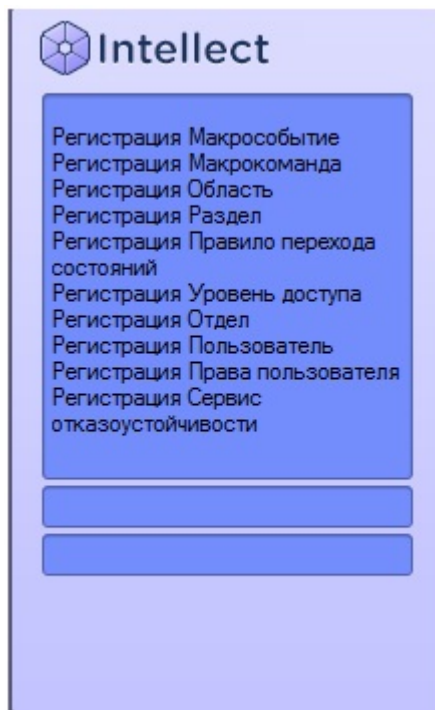 Intellect
Регистрация Макрособытие
Регистрация Макрокоманда
Регистрация Область
Регистрация Раздел
Регистрация Правило перехода
состояний
Регистрация Уровень доступа
Регистрация Отдел
Регистрация Пользователь
Регистрация Права пользователя
Регистрация Сервис
отказоустойчивости